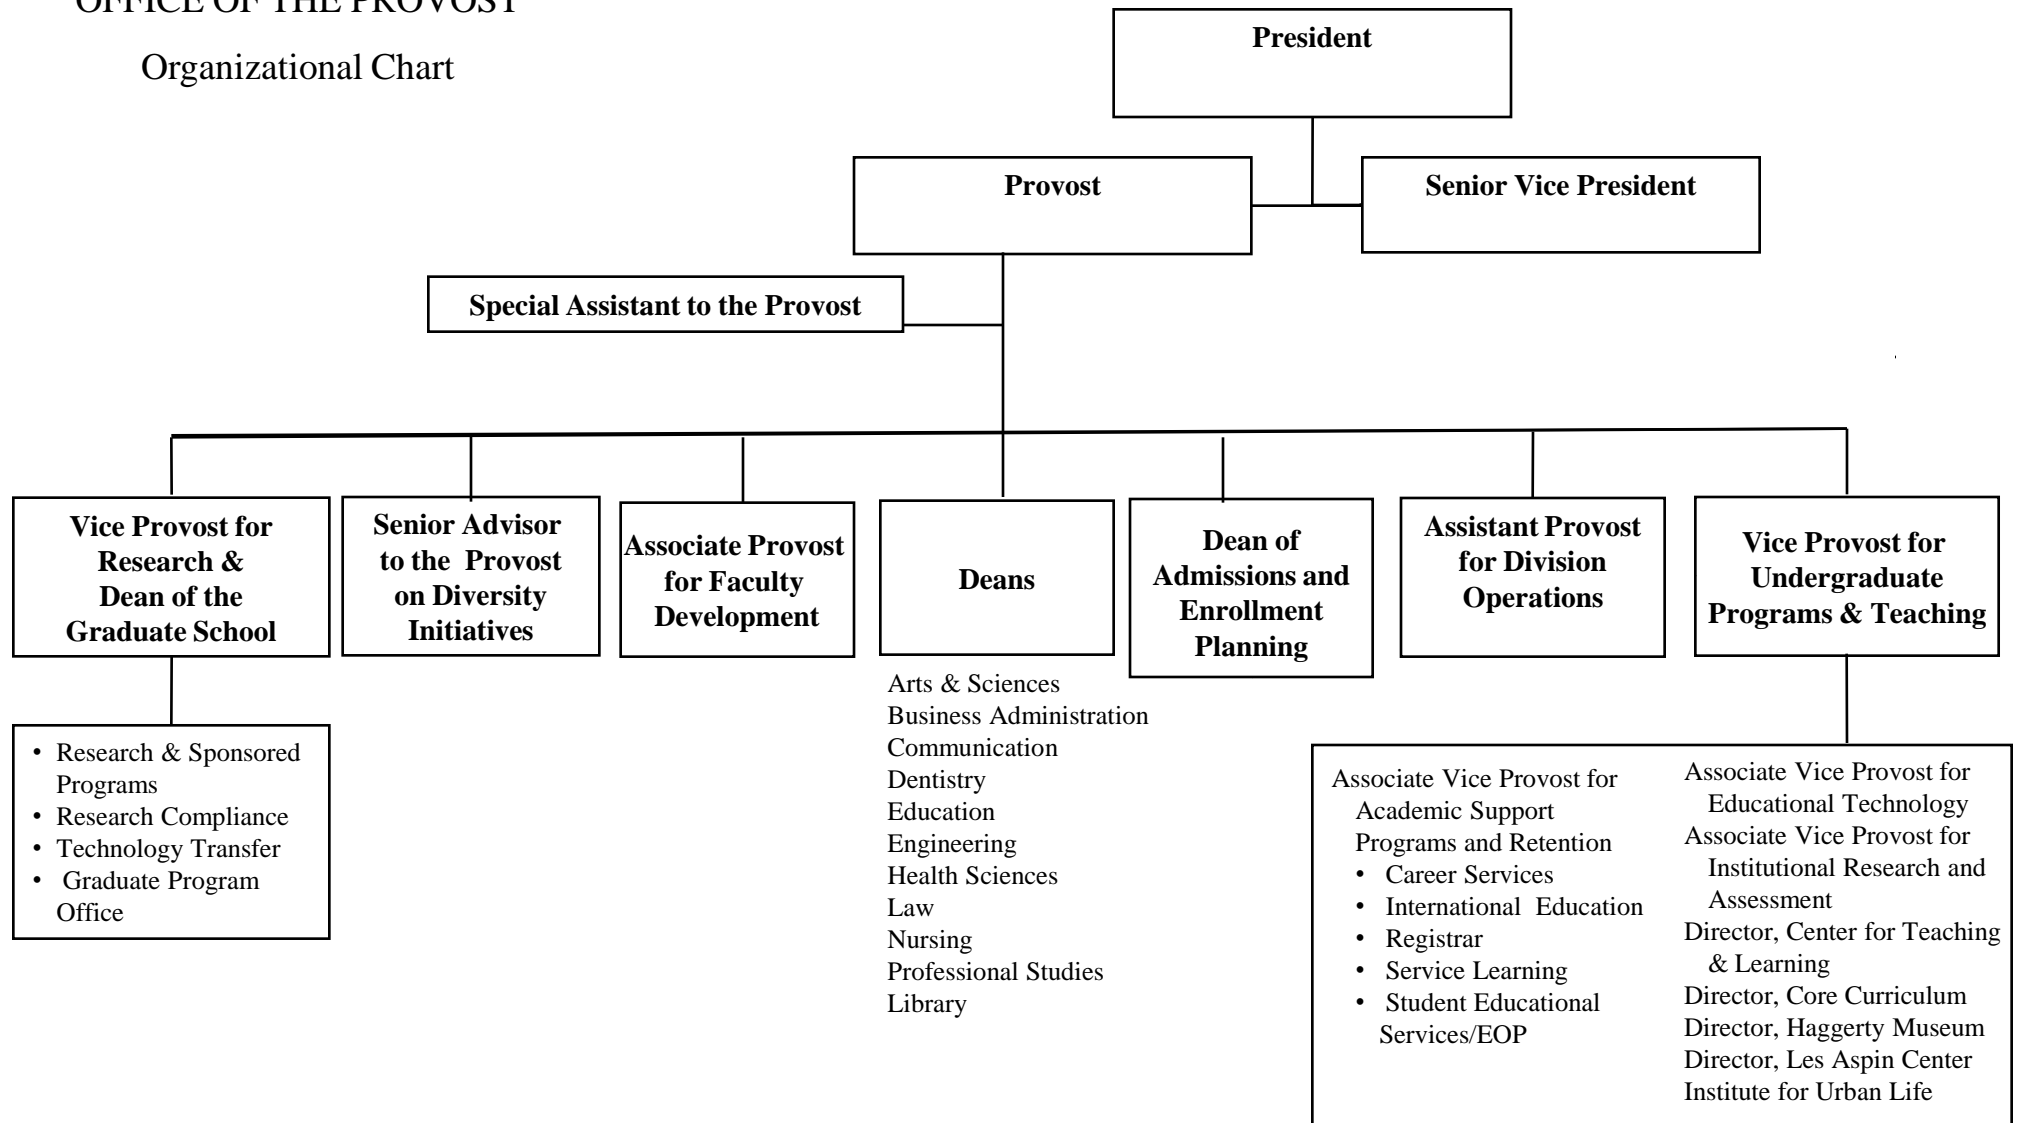 OFFICE OF THE PROVOST
Organizational Chart
President
Provost
Senior Vice President
Special Assistant to the Provost
Vice Provost for
Research &
Dean of the
Graduate School
Senior Advisor
to the Provost
on Diversity
Initiatives
Associate Provost
for Faculty
Development
Deans
Dean of
Admissions and
Enrollment
Planning
Assistant Provost
for Division
Operations
Vice Provost for
Undergraduate
Programs & Teaching
• Research & Sponsored
Programs
• Research Compliance
• Technology Transfer
• Graduate Program
Office
Arts & Sciences
Business Administration
Communication
Dentistry
Education
Engineering
Health Sciences
Law
Nursing
Professional Studies
Library
Associate Vice Provost for
Academic Support
Programs and Retention
• Career Services
• International Education
• Registrar
• Service Learning
• Student Educational
Services/EOP
Associate Vice Provost for
Educational Technology
Associate Vice Provost for
Institutional Research and
Assessment
Director, Center for Teaching
& Learning
Director, Core Curriculum
Director, Haggerty Museum
Director, Les Aspin Center
Institute for Urban Life